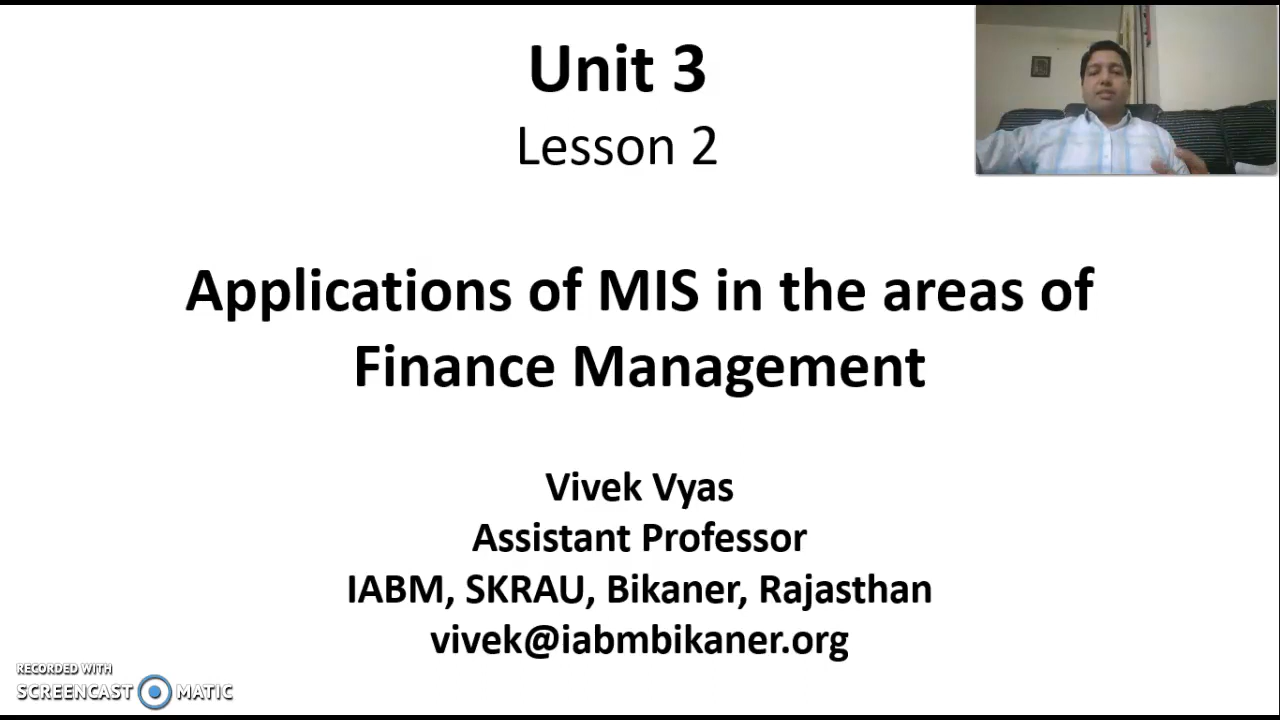 Unit 3
Lesson 2
Applications of MIS in the areas of
Finance Management
Vivek Vyas
Assistant Professor
IABM, SKRAU, Bikaner, Rajasthan
vivek@iabmbikaner.org
RECORDED WITH
SCREENCAST MATIC